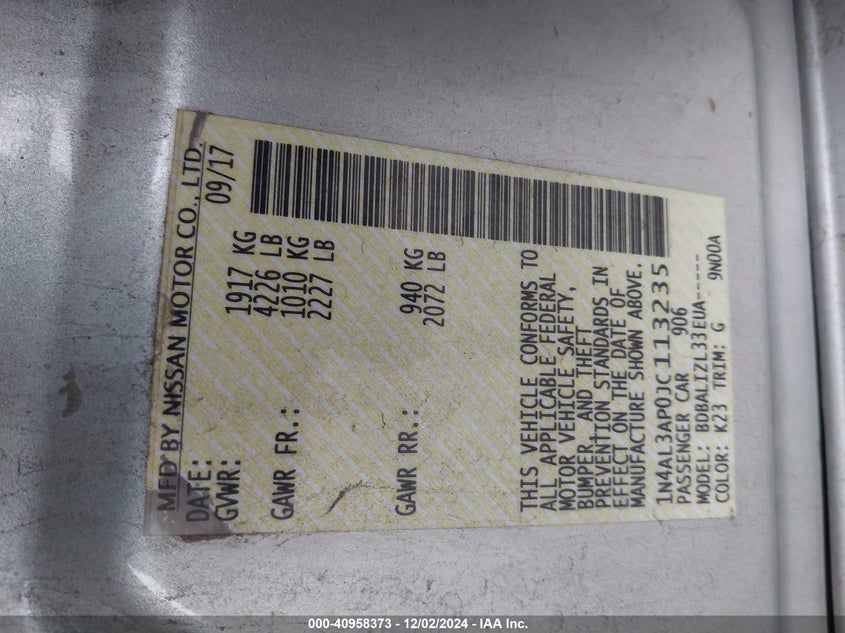 MFD BY NISSAN MOTOR CO., LTD.
DATE: 09/17
GVWR: 1917 KG
4226 LB
GAWR FR.: 1010 KG
2227 LB
GAWR RR.: 940 KG
2072 LB
THIS VEHICLE CONFORMS TO
ALL APPLICABLE FEDERAL
MOTOR VEHICLE SAFETY,
BUMPER, AND THEFT
PREVENTION STANDARDS IN
EFFECT ON THE DATE OF
MANUFACTURE SHOWN ABOVE.
1N4AL3AP0JC113235
PASSENGER CAR 906
MODEL: BDBALIZL33EUA-----
COLOR: K23 TRIM: G 9N00A
000-40958373 - 12/02/2024 - IAA Inc.